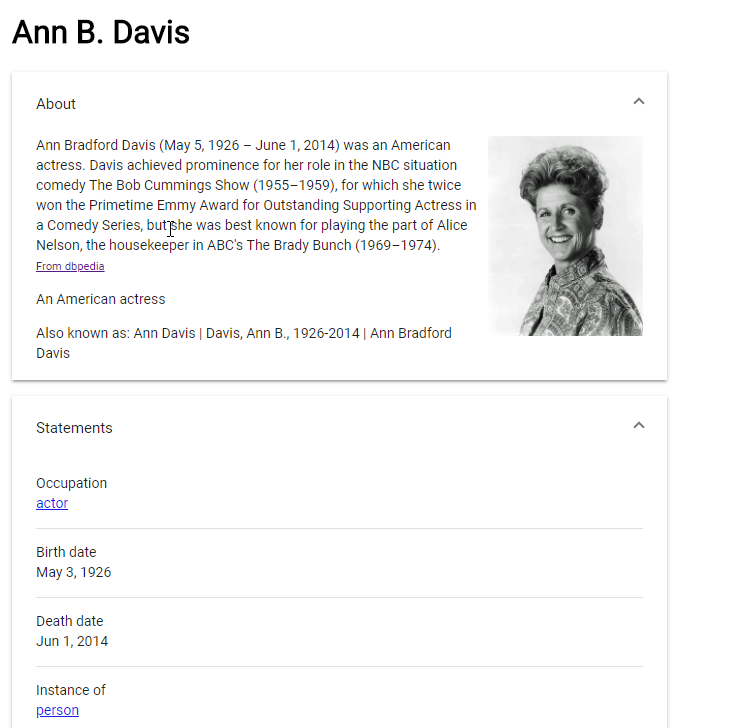 Ann B. Davis
About
Ann Bradford Davis (May 5, 1926 – June 1, 2014) was an American
actress. Davis achieved prominence for her role in the NBC situation
comedy The Bob Cummings Show (1955–1959), for which she twice
won the Primetime Emmy Award for Outstanding Supporting Actress in
a Comedy Series, but she was best known for playing the part of Alice
Nelson, the housekeeper in ABC's The Brady Bunch (1969–1974).
From dbpedia
An American actress
Also known as: Ann Davis | Davis, Ann B., 1926-2014 | Ann Bradford
Davis
Statements
Occupation
actor
Birth date
May 3, 1926
Death date
Jun 1, 2014
Instance of
person